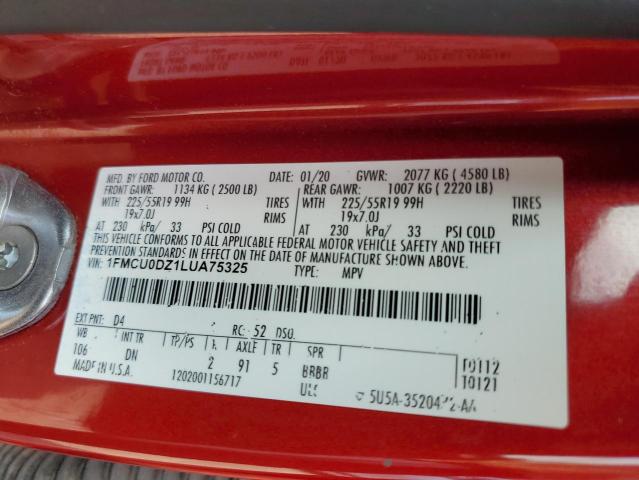 MFD. BY FORD MOTOR CO.
DATE: 01/20 GVWR: 2077 KG ( 4580 LB)
FRONT GAWR: 1134 KG ( 2500 LB) REAR GAWR: 1007 KG ( 2220 LB)
WITH 225/55R19 99H TIRES WITH 225/55R19 99H TIRES
19x7.0J RIMS 19x7.0J RIMS
AT 230 kPa/ 33 PSI COLD AT 230 kPa/ 33 PSI COLD
CONFORMS TO ALL APPLICABLE FEDERAL MOTOR VEHICLE SAFETY AND THEFT
PREVENTION STANDARDS IN EFFECT ON THE DATE OF MANUFACTURE SHOWN ABOVE.
VIN: 1FMCU0DZ1LUA75325 TYPE: MPV
EXT PNT: D4 RC: 52 DSO:
WB INT TR TP/PS R AXLE TR SPR
106 DN 2 91 5 BRBR T0112
MADE IN U.S.A. 1202001156717 T0121